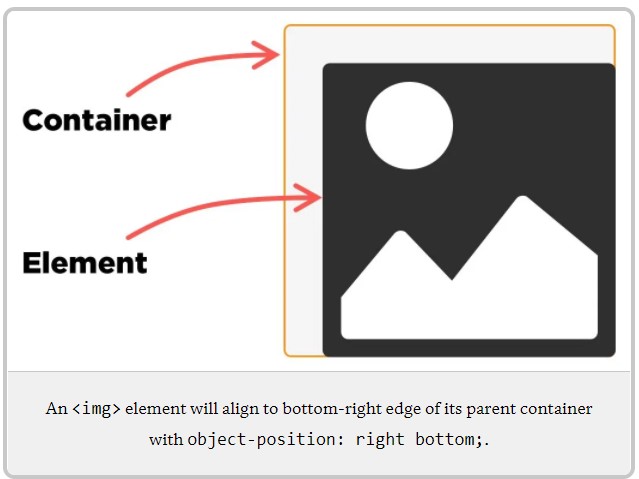 Container
Element
An <img> element will align to bottom-right edge of its parent container
with object-position: right bottom;.